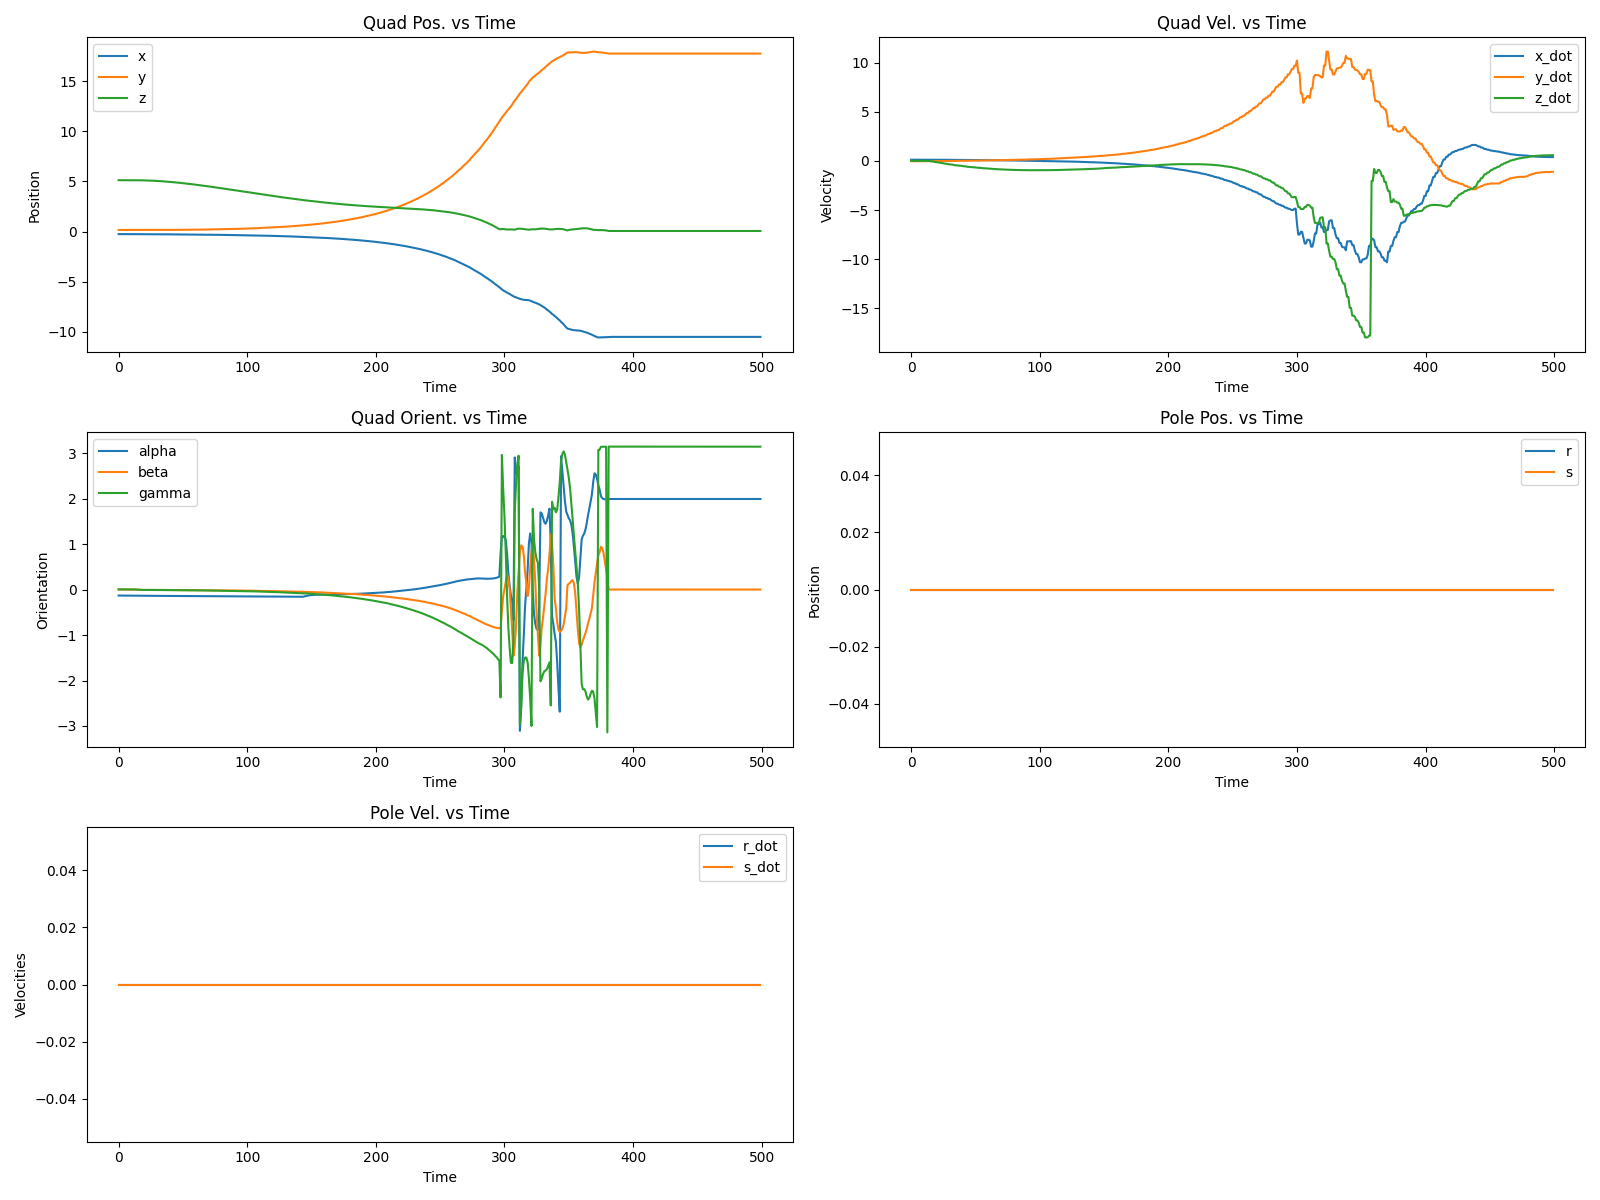 Quad Pos. vs Time
Position
15
10
5
0
−5
−10
x
y
z
0 100 200 300 400 500
Time
Quad Vel. vs Time
Velocity
10
5
0
−5
−10
−15
x_dot
y_dot
z_dot
0 100 200 300 400 500
Time
Quad Orient. vs Time
Orientation
3
2
1
0
−1
−2
−3
alpha
beta
gamma
0 100 200 300 400 500
Time
Pole Pos. vs Time
Position
0.04
0.02
0.00
−0.02
−0.04
r
s
0 100 200 300 400 500
Time
Pole Vel. vs Time
Velocities
0.04
0.02
0.00
−0.02
−0.04
r_dot
s_dot
0 100 200 300 400 500
Time